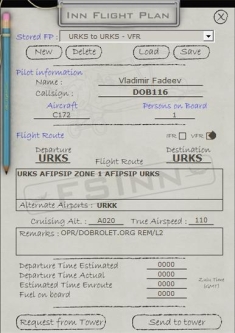 INN FLIGHT PLAN
Stored FP : URKS to URKS - VFR
New Delete Load Save
Pilot information
Name : Vladimir Fadeev
Callsign : DOB116
Aircraft Persons on Board
C172 1
Flight Route IFR VFR
Departure Destination
URKS Flight Route URKS
URKS AFIPSIP ZONE 1 AFIPSIP URKS
Alternate Airports : URKK
Cruising Alt. : A020 True Airspeed : 110
Remarks : OPR/DOBROLET.ORG REM/L2
Departure Time Estimated 0000
Departure Time Actual 0000
Estimated Time Enroute 0000
Fuel on board 0000
Zulu Time
Request from Tower Send to tower